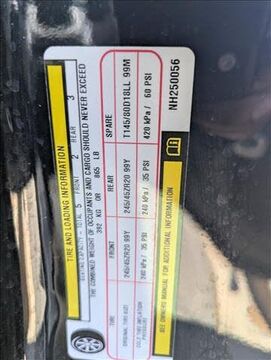 TIRE AND LOADING INFORMATION
SEATING CAPACITY - TOTAL 5 FRONT 2 REAR 3
THE COMBINED WEIGHT OF OCCUPANTS AND CARGO SHOULD NEVER EXCEED
392 KG OR 865 LB
FRONT REAR SPARE
ORIGINAL TIRE SIZE 245/45ZR20 99Y 245/45ZR20 99Y T145/80D18LL 99M
COLD TIRE INFLATION PRESSURE 240 kPa / 35 PSI 240 kPa / 35 PSI 420 kPa / 60 PSI
SEE OWNERS MANUAL FOR ADDITIONAL INFORMATION
NH250056